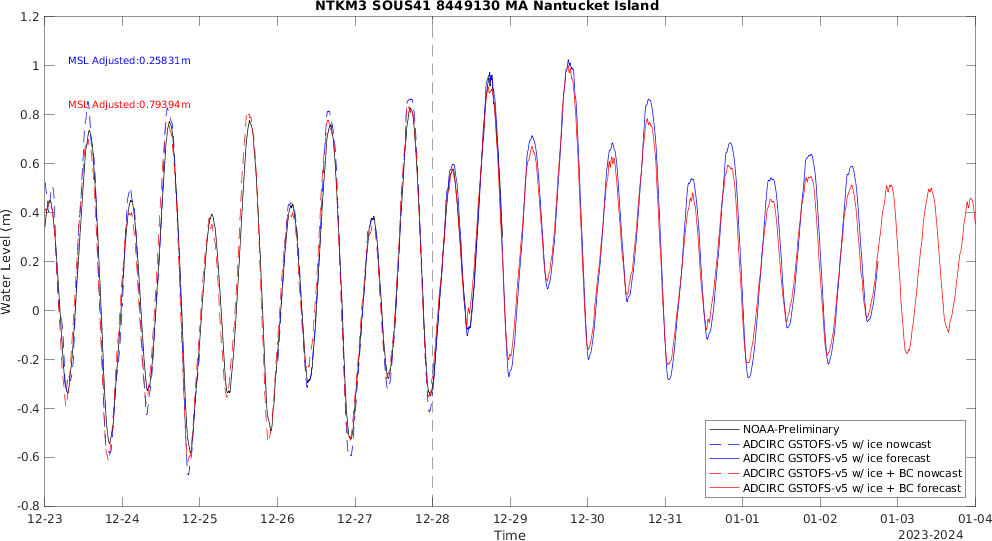 NTKM3 SOUS41 8449130 MA Nantucket Island
1.2
1
0.8
0.6
0.4
0.2
0
-0.2
-0.4
-0.6
-0.8
Water Level (m)
MSL Adjusted:0.25831m
MSL Adjusted:0.79394m
NOAA-Preliminary
ADCIRC GSTOFS-v5 w/ ice nowcast
ADCIRC GSTOFS-v5 w/ ice forecast
ADCIRC GSTOFS-v5 w/ ice + BC nowcast
ADCIRC GSTOFS-v5 w/ ice + BC forecast
12-23 12-24 12-25 12-26 12-27 12-28 12-29 12-30 12-31 01-01 01-02 01-03 01-04
Time
2023-2024